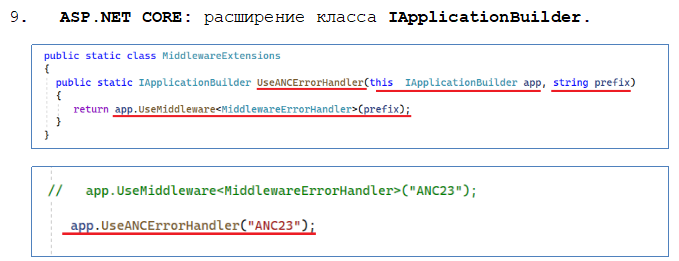 9. ASP.NET CORE: расширение класса IApplicationBuilder.
public static class MiddlewareExtensions
{
public static IApplicationBuilder UseANCErrorHandler(this IApplicationBuilder app, string prefix)
{
return app.UseMiddleware<MiddlewareErrorHandler>(prefix);
}
}
// app.UseMiddleware<MiddlewareErrorHandler>("ANC23");
app.UseANCErrorHandler("ANC23");